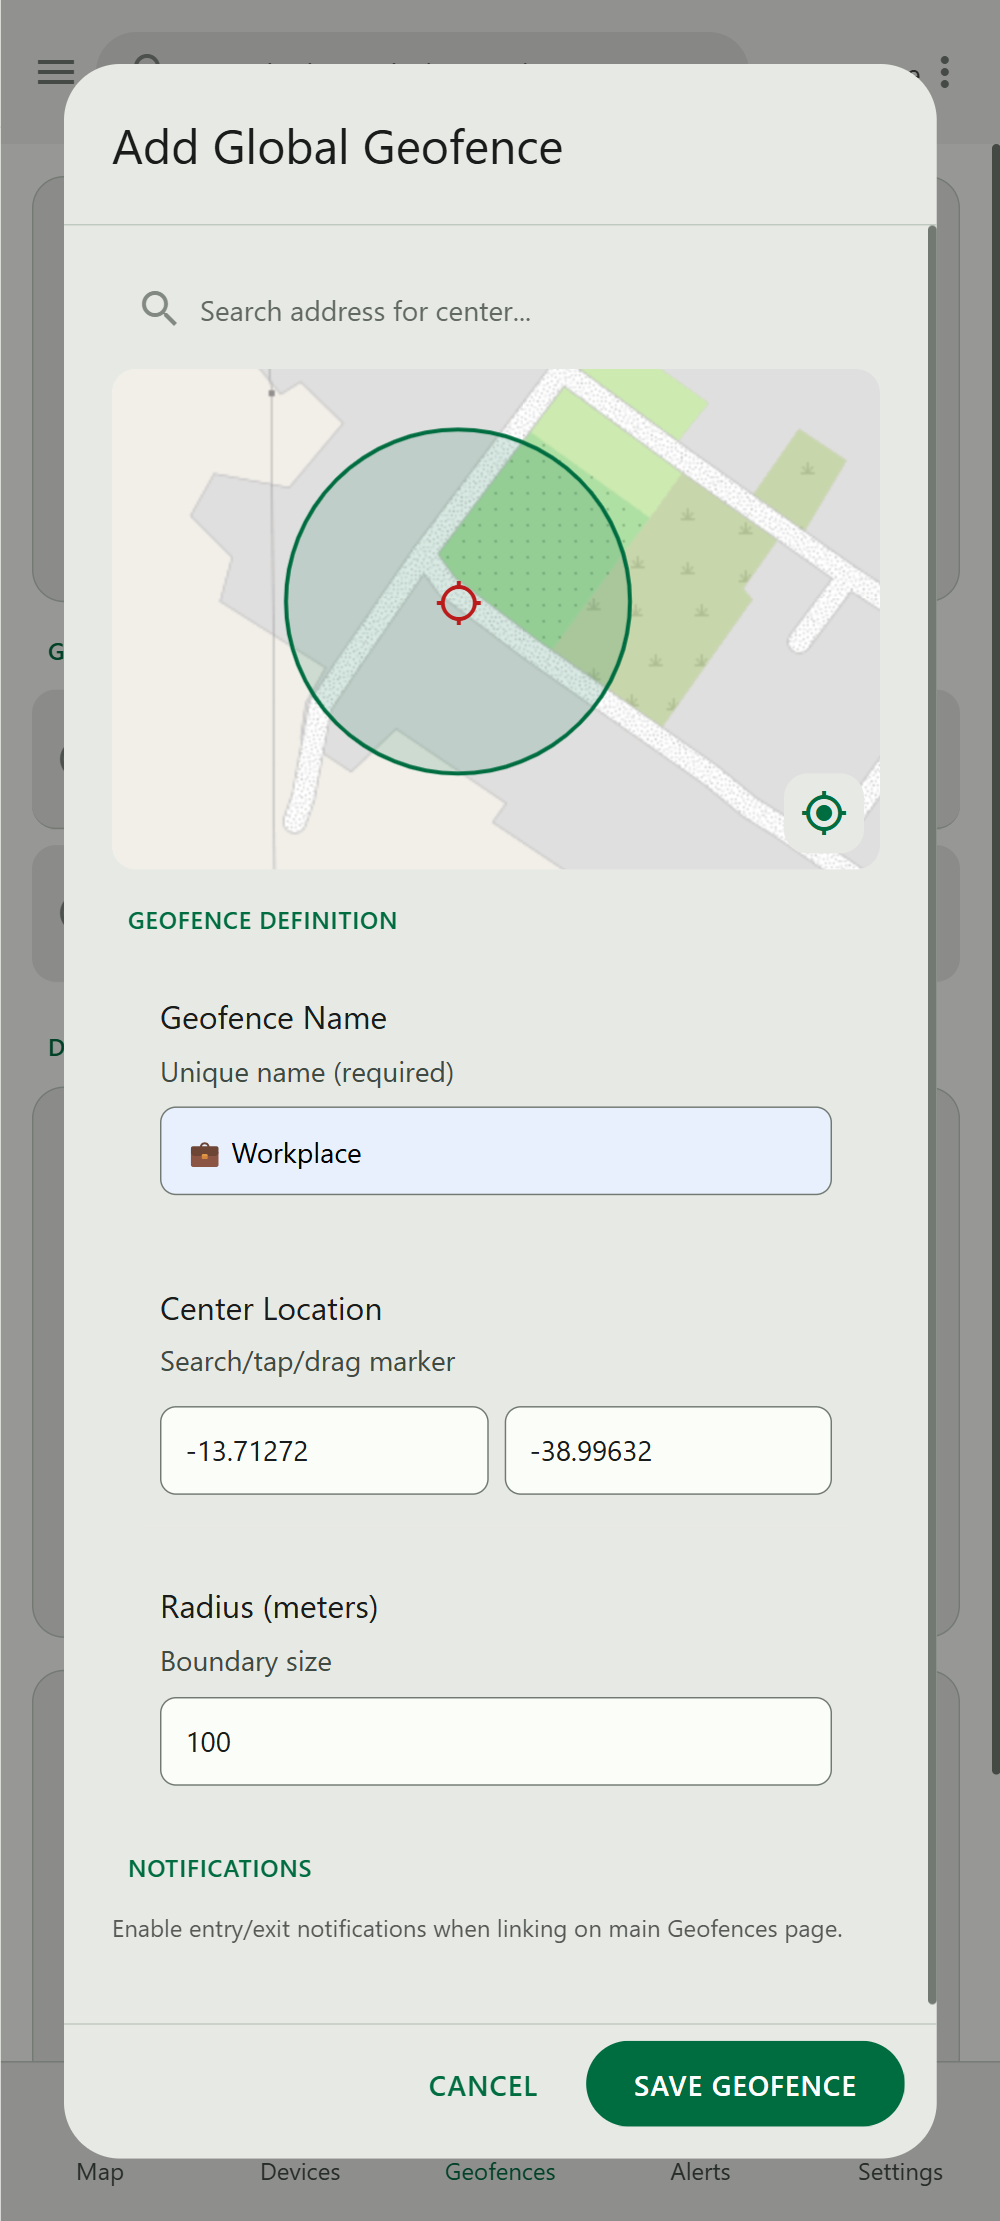 Add Global Geofence
Search address for center...
GEOFENCE DEFINITION
Geofence Name
Unique name (required)
💼 Workplace
Center Location
Search/tap/drag marker
-13.71272 -38.99632
Radius (meters)
Boundary size
100
NOTIFICATIONS
Enable entry/exit notifications when linking on main Geofences page.
CANCEL SAVE GEOFENCE
Map Devices Geofences Alerts Settings